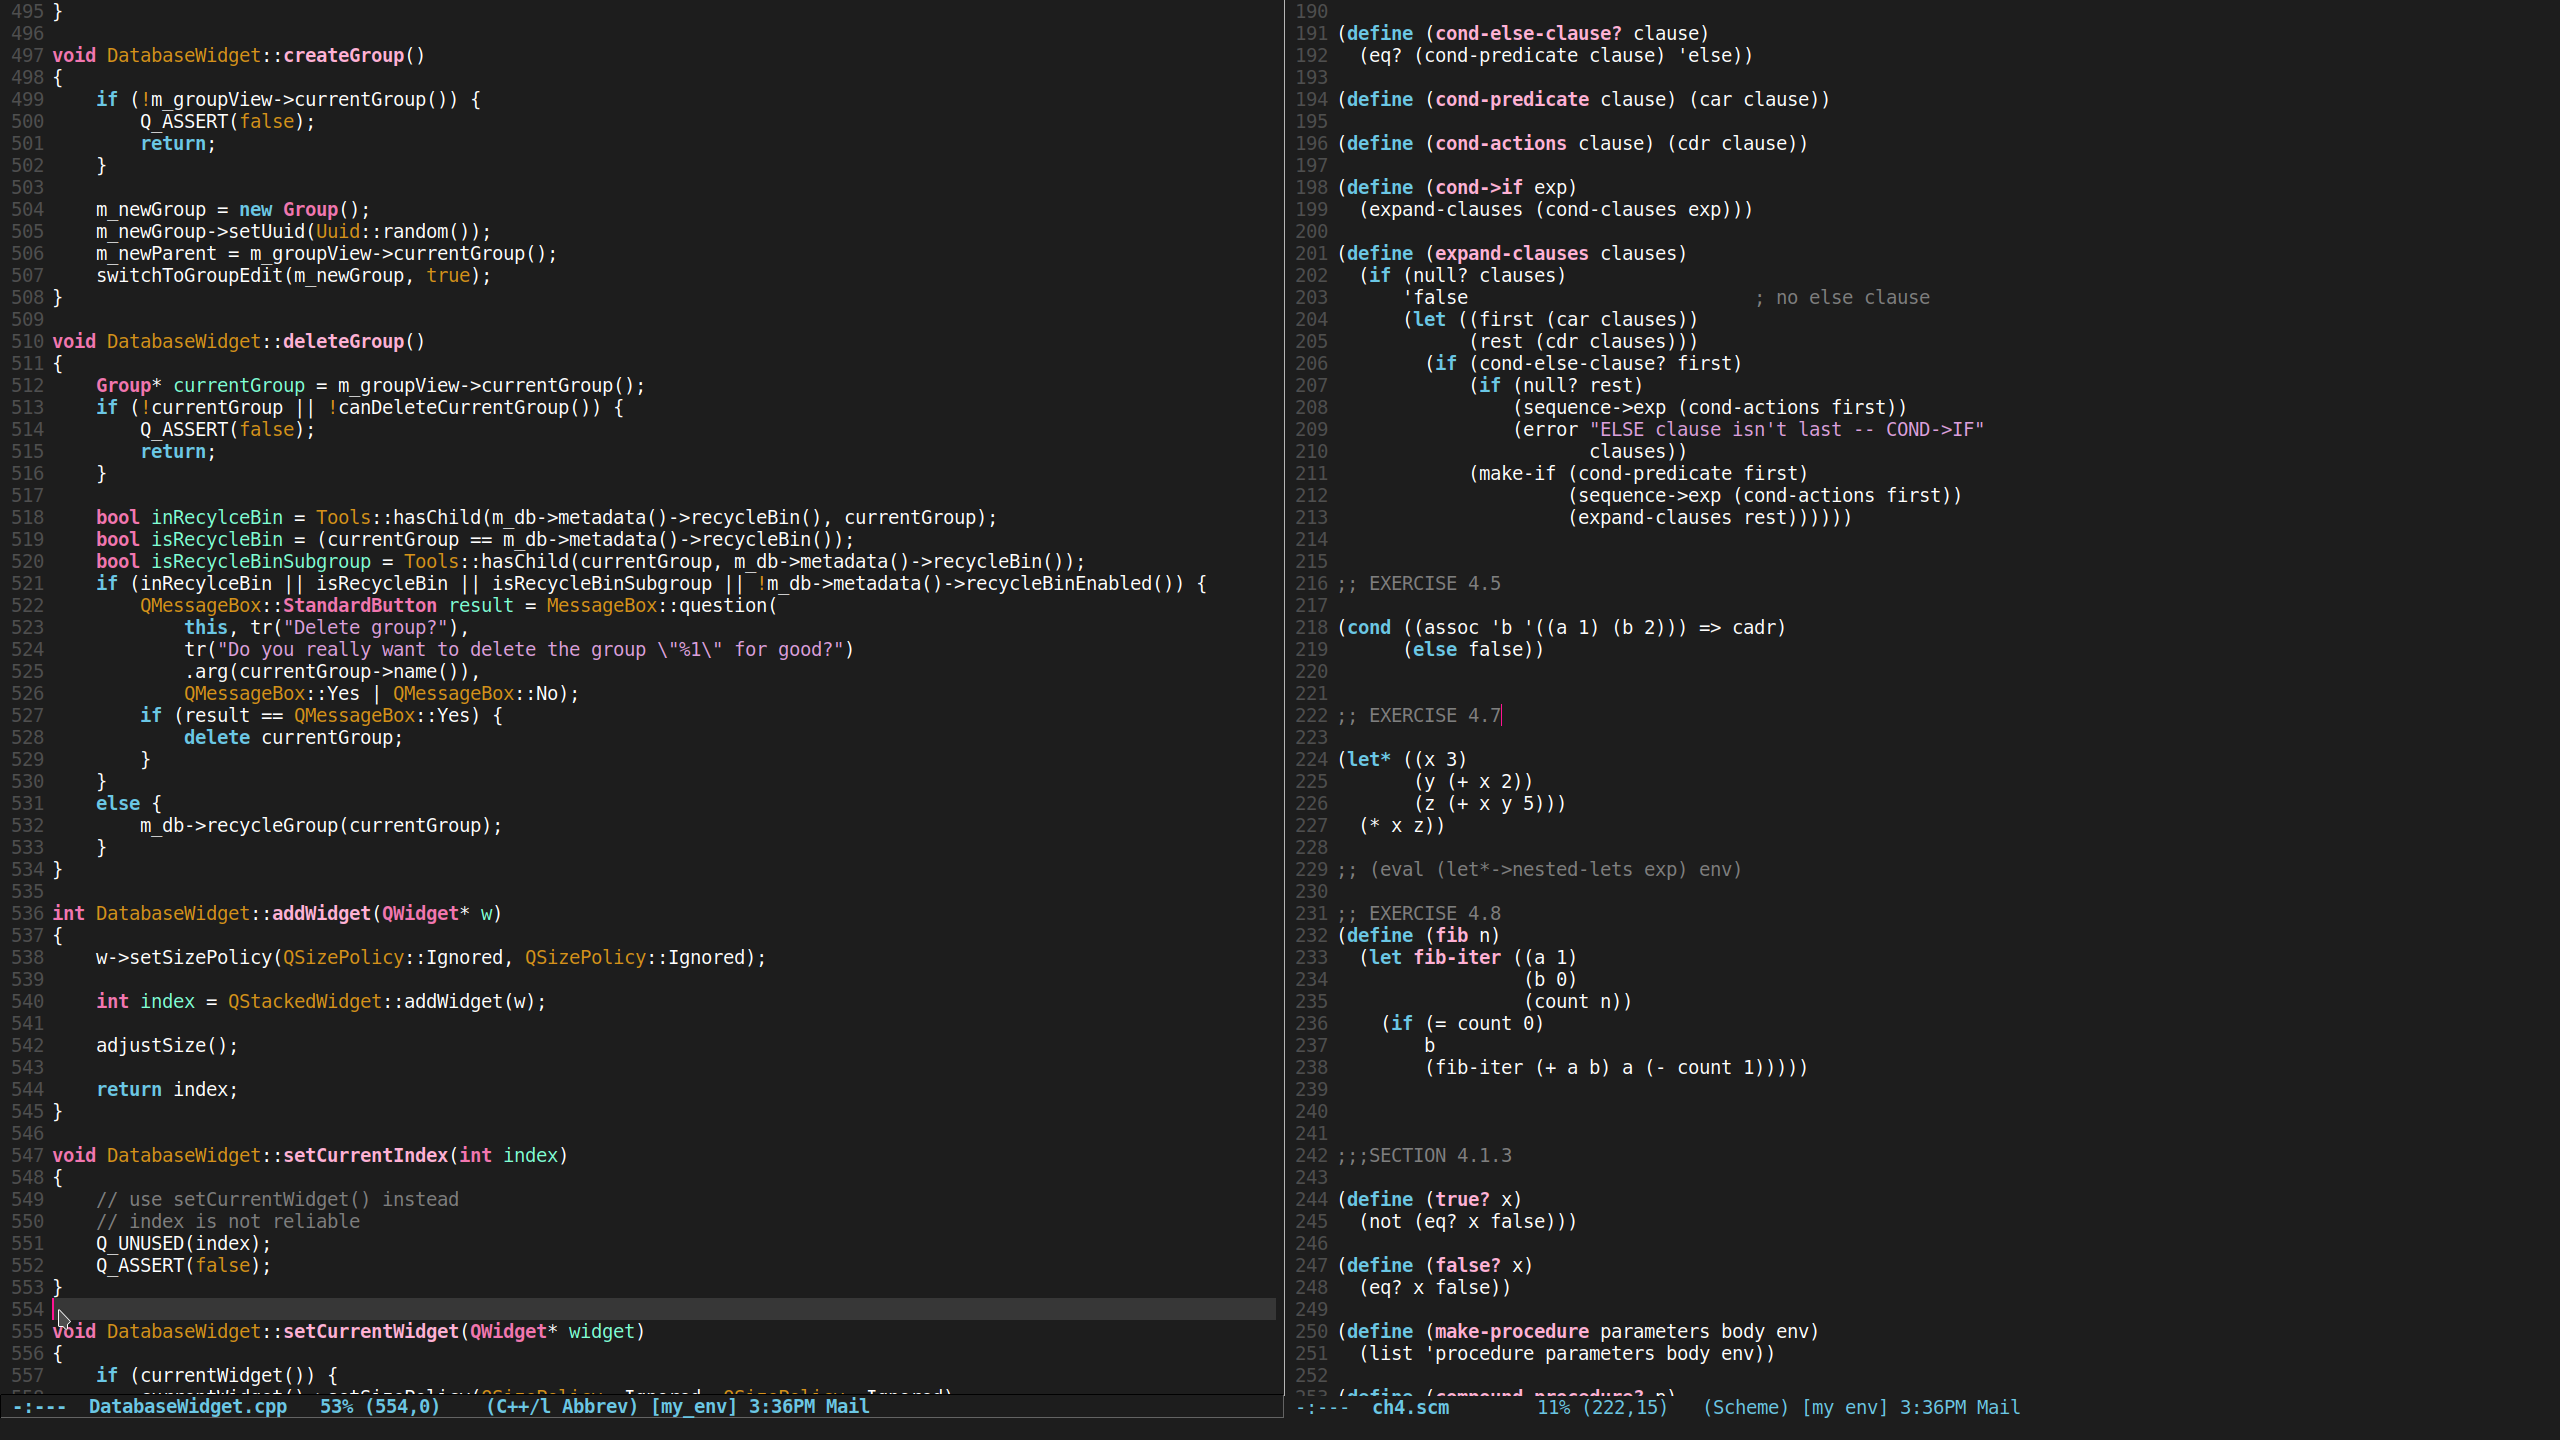 495 }
496
497 void DatabaseWidget::createGroup()
498 {
499     if (!m_groupView->currentGroup()) {
500         Q_ASSERT(false);
501         return;
502     }
503
504     m_newGroup = new Group();
505     m_newGroup->setUuid(Uuid::random());
506     m_newParent = m_groupView->currentGroup();
507     switchToGroupEdit(m_newGroup, true);
508 }
509
510 void DatabaseWidget::deleteGroup()
511 {
512     Group* currentGroup = m_groupView->currentGroup();
513     if (!currentGroup || !canDeleteCurrentGroup()) {
514         Q_ASSERT(false);
515         return;
516     }
517
518     bool inRecylceBin = Tools::hasChild(m_db->metadata()->recycleBin(), currentGroup);
519     bool isRecycleBin = (currentGroup == m_db->metadata()->recycleBin());
520     bool isRecycleBinSubgroup = Tools::hasChild(currentGroup, m_db->metadata()->recycleBin());
521     if (inRecylceBin || isRecycleBin || isRecycleBinSubgroup || !m_db->metadata()->recycleBinEnabled()) {
522         QMessageBox::StandardButton result = MessageBox::question(
523             this, tr("Delete group?"),
524             tr("Do you really want to delete the group \"%1\" for good?")
525             .arg(currentGroup->name()),
526             QMessageBox::Yes | QMessageBox::No);
527         if (result == QMessageBox::Yes) {
528             delete currentGroup;
529         }
530     }
531     else {
532         m_db->recycleGroup(currentGroup);
533     }
534 }
535
536 int DatabaseWidget::addWidget(QWidget* w)
537 {
538     w->setSizePolicy(QSizePolicy::Ignored, QSizePolicy::Ignored);
539
540     int index = QStackedWidget::addWidget(w);
541
542     adjustSize();
543
544     return index;
545 }
546
547 void DatabaseWidget::setCurrentIndex(int index)
548 {
549     // use setCurrentWidget() instead
550     // index is not reliable
551     Q_UNUSED(index);
552     Q_ASSERT(false);
553 }
554
555 void DatabaseWidget::setCurrentWidget(QWidget* widget)
556 {
557     if (currentWidget()) {
558         currentWidget()->setSizePolicy(QSizePolicy::Ignored, QSizePolicy::Ignored)
-:---  DatabaseWidget.cpp   53% (554,0)    (C++/l Abbrev) [my_env] 3:36PM Mail
190
191 (define (cond-else-clause? clause)
192   (eq? (cond-predicate clause) 'else))
193
194 (define (cond-predicate clause) (car clause))
195
196 (define (cond-actions clause) (cdr clause))
197
198 (define (cond->if exp)
199   (expand-clauses (cond-clauses exp)))
200
201 (define (expand-clauses clauses)
202   (if (null? clauses)
203       'false                          ; no else clause
204       (let ((first (car clauses))
205             (rest (cdr clauses)))
206         (if (cond-else-clause? first)
207             (if (null? rest)
208                 (sequence->exp (cond-actions first))
209                 (error "ELSE clause isn't last -- COND->IF"
210                        clauses))
211             (make-if (cond-predicate first)
212                      (sequence->exp (cond-actions first))
213                      (expand-clauses rest))))))
214
215
216 ;; EXERCISE 4.5
217
218 (cond ((assoc 'b '((a 1) (b 2))) => cadr)
219       (else false))
220
221
222 ;; EXERCISE 4.7
223
224 (let* ((x 3)
225        (y (+ x 2))
226        (z (+ x y 5)))
227   (* x z))
228
229 ;; (eval (let*->nested-lets exp) env)
230
231 ;; EXERCISE 4.8
232 (define (fib n)
233   (let fib-iter ((a 1)
234                  (b 0)
235                  (count n))
236     (if (= count 0)
237         b
238         (fib-iter (+ a b) a (- count 1)))))
239
240
241
242 ;;;SECTION 4.1.3
243
244 (define (true? x)
245   (not (eq? x false)))
246
247 (define (false? x)
248   (eq? x false))
249
250 (define (make-procedure parameters body env)
251   (list 'procedure parameters body env))
252
253 (define (compound-procedure? p)
-:---  ch4.scm        11% (222,15)   (Scheme) [my env] 3:36PM Mail